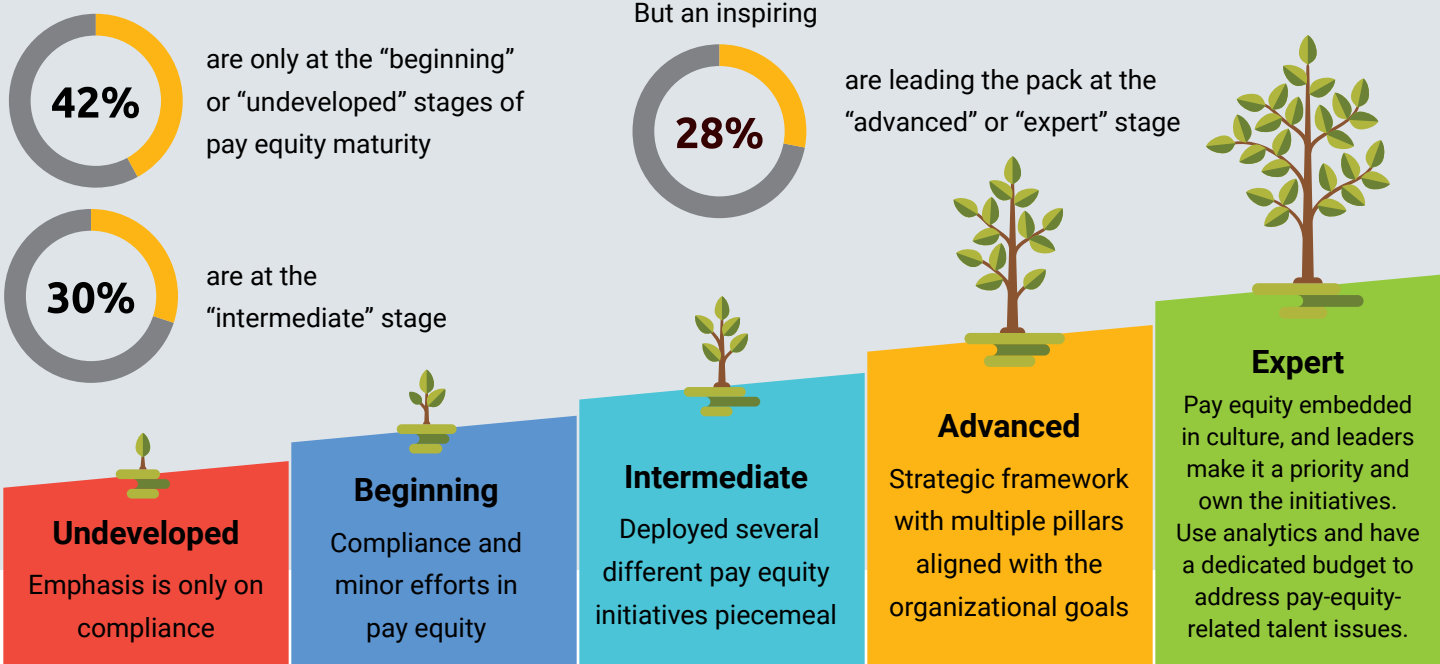 42%
are only at the “beginning”
or “undeveloped” stages of
pay equity maturity
30%
are at the
“intermediate” stage
But an inspiring
28%
are leading the pack at the
“advanced” or “expert” stage
Undeveloped
Emphasis is only on
compliance
Beginning
Compliance and
minor efforts in
pay equity
Intermediate
Deployed several
different pay equity
initiatives piecemeal
Advanced
Strategic framework
with multiple pillars
aligned with the
organizational goals
Expert
Pay equity embedded
in culture, and leaders
make it a priority and
own the initiatives.
Use analytics and have
a dedicated budget to
address pay-equity-
related talent issues.